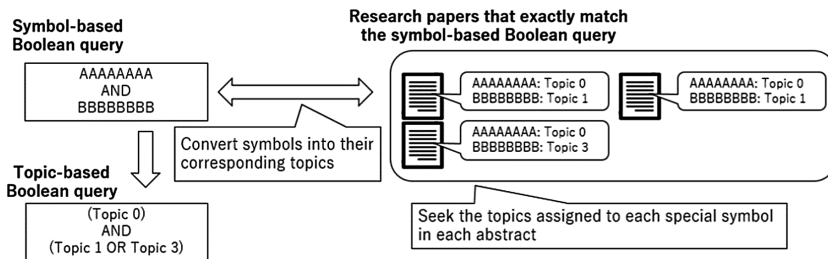 Symbol-based
Boolean query
AAAAAAAA
AND
BBBBBBBB
Research papers that exactly match
the symbol-based Boolean query
AAAAAAAA: Topic 0
BBBBBBBB: Topic 1
AAAAAAAA: Topic 0
BBBBBBBB: Topic 1
AAAAAAAA: Topic 0
BBBBBBBB: Topic 3
Convert symbols into their
corresponding topics
Topic-based
Boolean query
(Topic 0)
AND
(Topic 1 OR Topic 3)
Seek the topics assigned to each special symbol
in each abstract